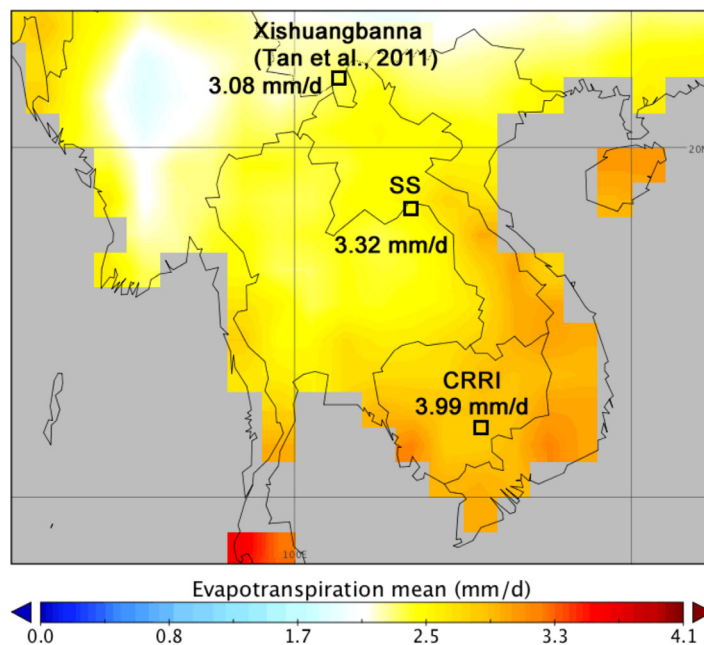 Xishuangbanna
(Tan et al., 2011)
3.08 mm/d
20N
SS
3.32 mm/d
CRRI
3.99 mm/d
100E
Evapotranspiration mean (mm/d)
0.0 0.8 1.7 2.5 3.3 4.1